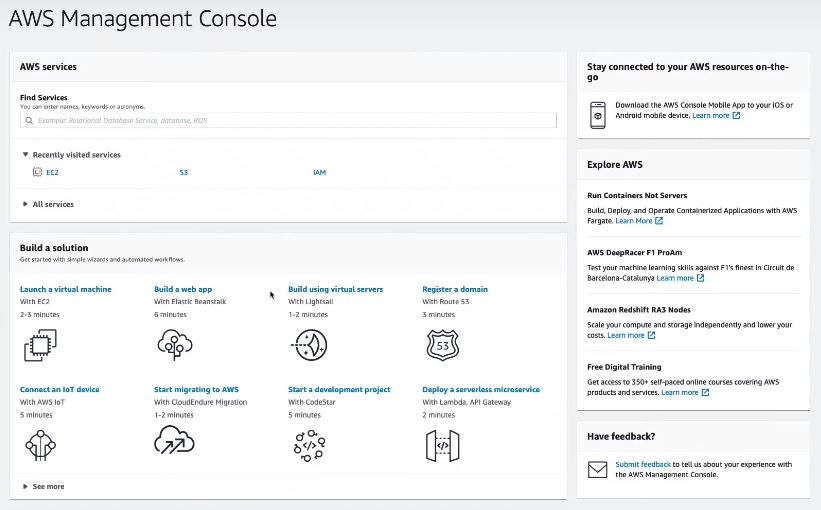 AWS Management Console
AWS services
Find Services
You can enter names, keywords or acronyms.
Example: Relational Database Service, database, RDS
Recently visited services
EC2 S3 IAM
All services
Build a solution
Get started with simple wizards and automated workflows.
Launch a virtual machine
With EC2
2-3 minutes
Build a web app
With Elastic Beanstalk
6 minutes
Build using virtual servers
With Lightsail
1-2 minutes
Register a domain
With Route 53
3 minutes
53
Connect an IoT device
With AWS IoT
5 minutes
Start migrating to AWS
With CloudEndure Migration
1-2 minutes
Start a development project
With CodeStar
5 minutes
</>
Deploy a serverless microservice
With Lambda, API Gateway
2 minutes
</>
See more
Stay connected to your AWS resources on-the-
go
Download the AWS Console Mobile App to your iOS or
Android mobile device. Learn more
Explore AWS
Run Containers Not Servers
Build, Deploy, and Operate Containerized Applications with AWS
Fargate. Learn More
AWS DeepRacer F1 ProAm
Test your machine learning skills against F1's finest in Circuit de
Barcelona-Catalunya Learn more
Amazon Redshift RA3 Nodes
Scale your compute and storage independently and lower your
costs. Learn more
Free Digital Training
Get access to 350+ self-paced online courses covering AWS
products and services. Learn more
Have feedback?
Submit feedback to tell us about your experience with
the AWS Management Console.